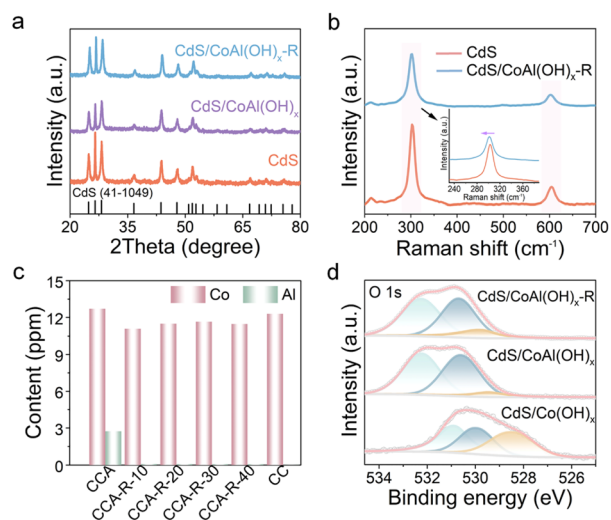 a
Intensity (a.u.)
CdS/CoAl(OH)ₓ-R
CdS/CoAl(OH)ₓ
CdS
CdS (41-1049)
20 30 40 50 60 70 80
2Theta (degree)
b
Intensity (a.u.)
CdS
CdS/CoAl(OH)ₓ-R
Intensity (a.u.)
240 300 360
Raman shift (cm⁻¹)
200 300 400 500 600 700
Raman shift (cm⁻¹)
c
Content (ppm)
Co Al
15
12
9
6
3
0
CCA CCA-R-10 CCA-R-20 CCA-R-30 CCA-R-40 CC
d
Intensity (a.u.)
O 1s
CdS/CoAl(OH)ₓ-R
CdS/CoAl(OH)ₓ
CdS/Co(OH)ₓ
534 532 530 528 526
Binding energy (eV)